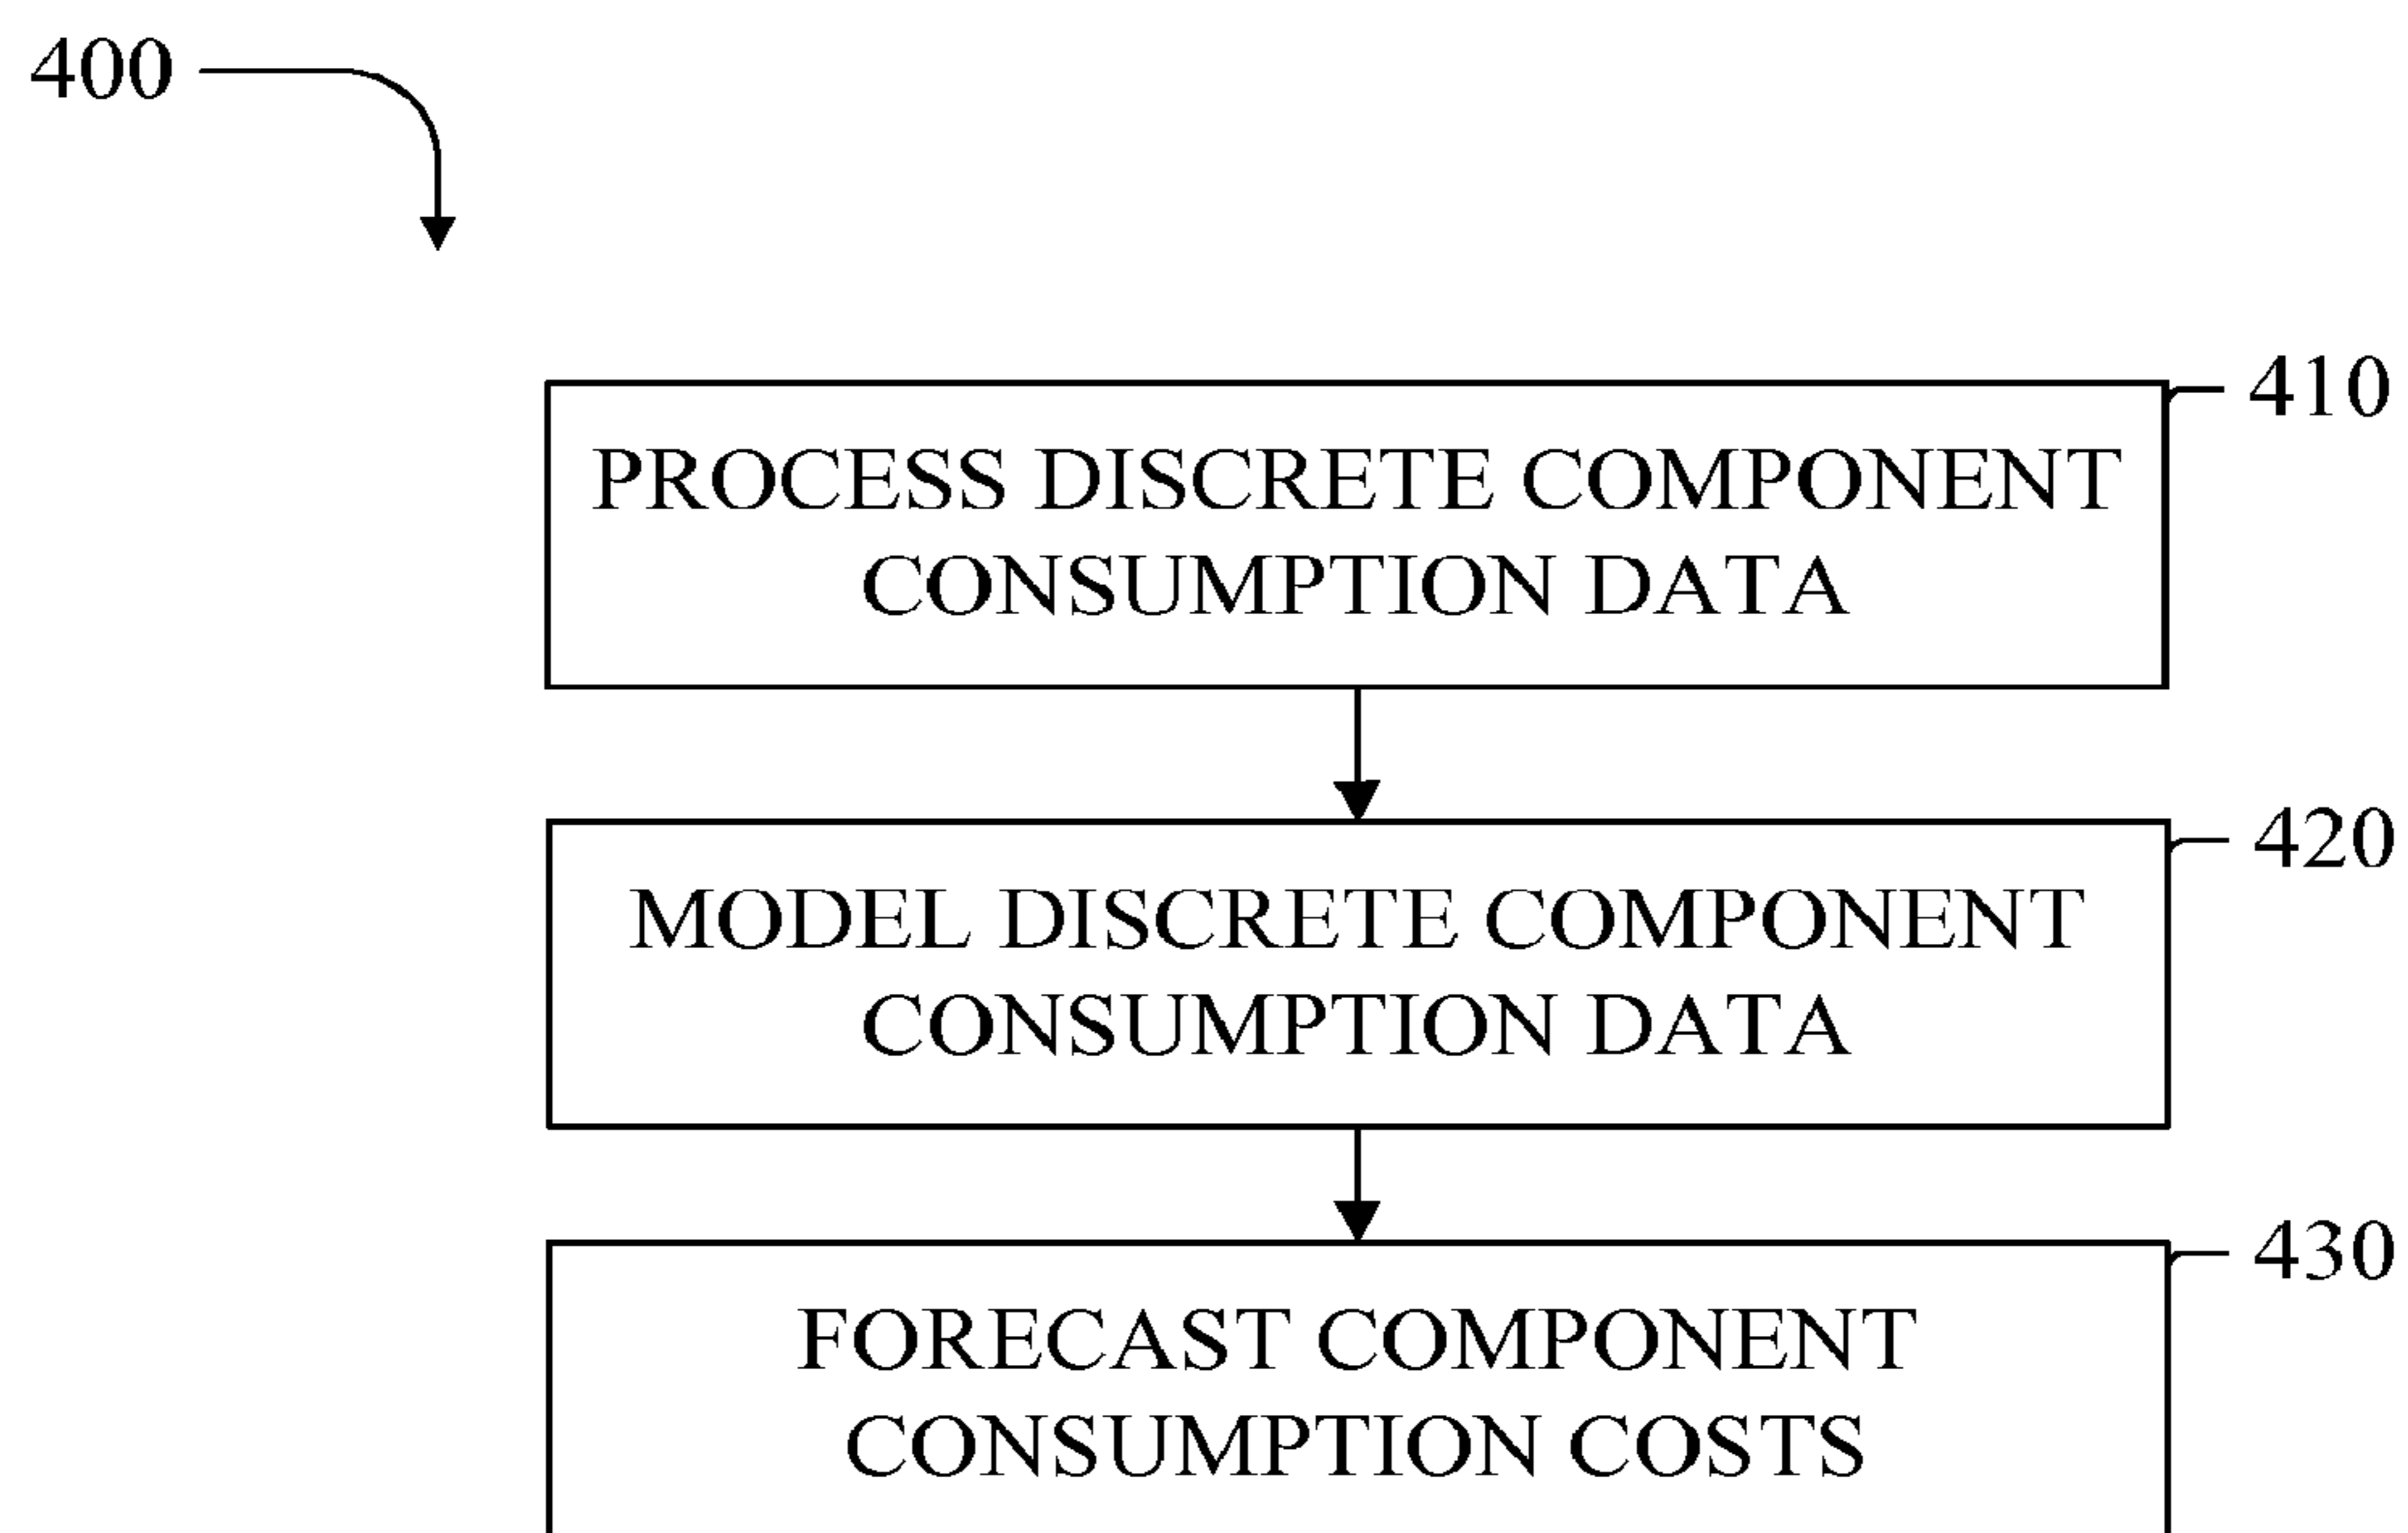 400
410
PROCESS DISCRETE COMPONENT
CONSUMPTION DATA
420
MODEL DISCRETE COMPONENT
CONSUMPTION DATA
430
FORECAST COMPONENT
CONSUMPTION COSTS